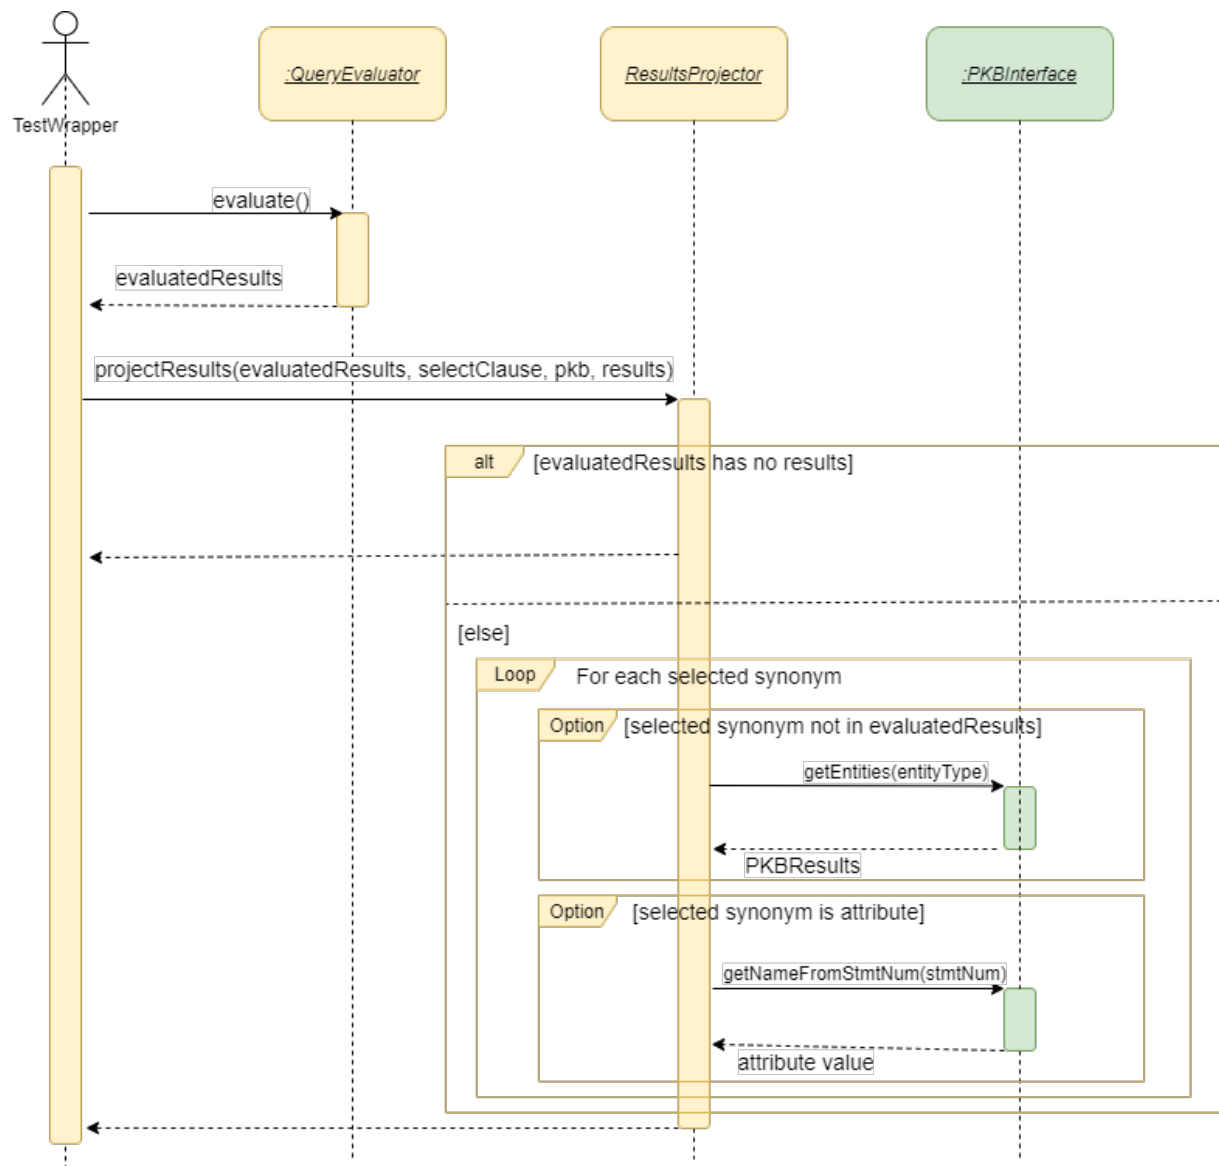 :QueryEvaluator
ResultsProjector
:PKBInterface
TestWrapper
evaluate()
evaluatedResults
projectResults(evaluatedResults, selectClause, pkb, results)
alt
[evaluatedResults has no results]
[else]
Loop
For each selected synonym
Option
[selected synonym not in evaluatedResults]
getEntities(entityType)
PKBResults
Option
[selected synonym is attribute]
getNameFromStmtNum(stmtNum)
attribute value